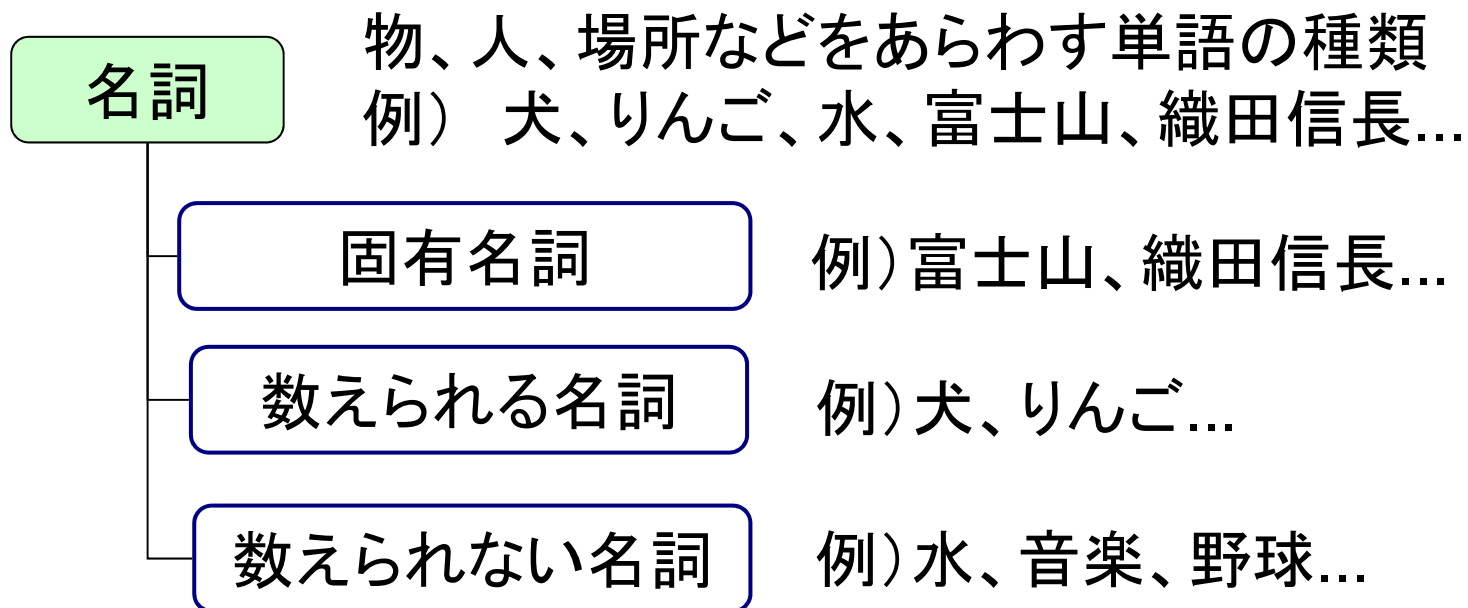 名詞
物、人、場所などをあらわす単語の種類
例） 犬、りんご、水、富士山、織田信長...
固有名詞
例）富士山、織田信長...
数えられる名詞
例）犬、りんご...
数えられない名詞
例）水、音楽、野球...